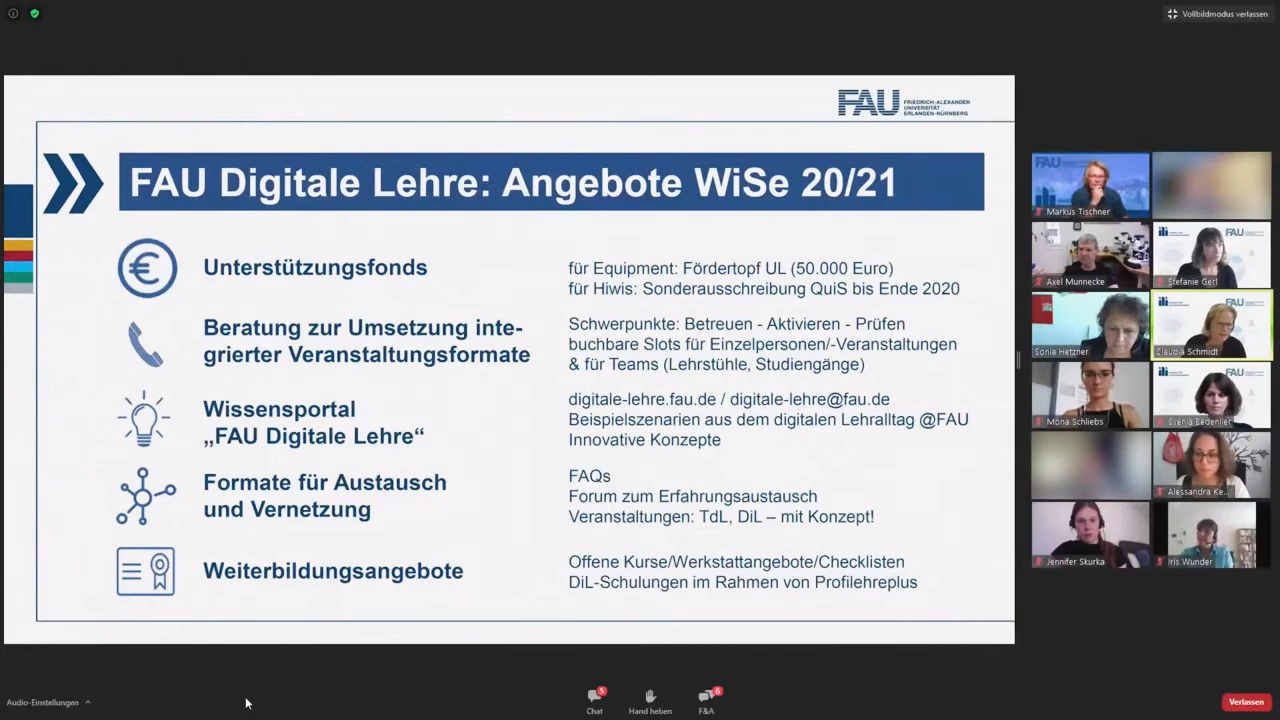 Vollbildmodus verlassen
FAU FRIEDRICH-ALEXANDER
UNIVERSITÄT
ERLANGEN-NÜRNBERG
FAU Digitale Lehre: Angebote WiSe 20/21
Unterstützungsfonds
für Equipment: Fördertopf UL (50.000 Euro)
für Hiwis: Sonderausschreibung QuiS bis Ende 2020
Beratung zur Umsetzung inte-
grierter Veranstaltungsformate
Schwerpunkte: Betreuen - Aktivieren - Prüfen
buchbare Slots für Einzelpersonen/-Veranstaltungen
& für Teams (Lehrstühle, Studiengänge)
Wissensportal
„FAU Digitale Lehre“
digitale-lehre.fau.de / digitale-lehre@fau.de
Beispielszenarien aus dem digitalen Lehralltag @FAU
Innovative Konzepte
Formate für Austausch
und Vernetzung
FAQs
Forum zum Erfahrungsaustausch
Veranstaltungen: TdL, DiL – mit Konzept!
Weiterbildungsangebote
Offene Kurse/Werkstattangebote/Checklisten
DiL-Schulungen im Rahmen von Profilehreplus
FAU
Markus Tischner
Axel Munnecke
FAU
Stefanie Gerl
Sonia Hetzner
FAU
Claudia Schmidt
Mona Schliebs
FAU
Svenja Bedenlier
Alessandra Ke...
Jennifer Skurka
Iris Wunder
Audio-Einstellungen
5
Chat
Hand heben
6
F&A
Verlassen